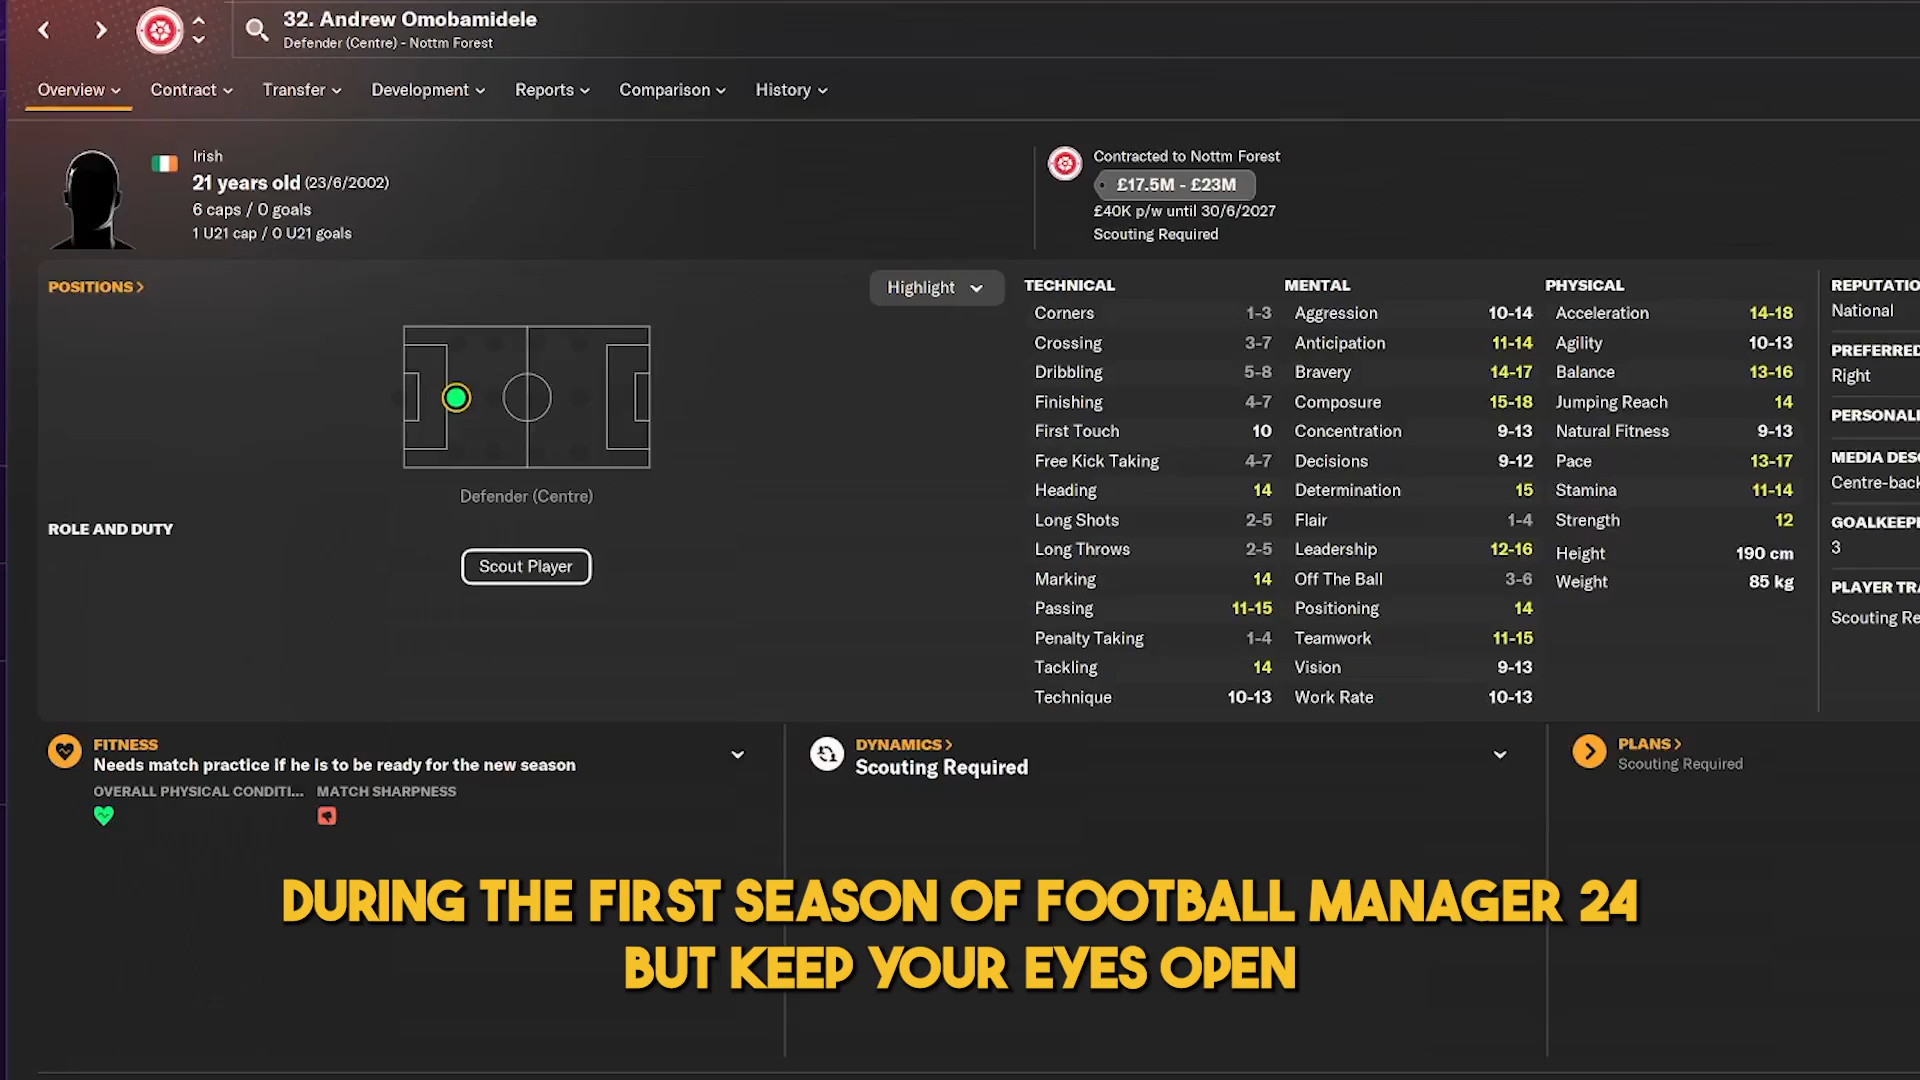 32. Andrew Omobamidele
Defender (Centre) - Nottm Forest
Overview
Contract
Transfer
Development
Reports
Comparison
History
Irish
21 years old (23/6/2002)
6 caps / 0 goals
1 U21 cap / 0 U21 goals
Contracted to Nottm Forest
£17.5M - £23M
£40K p/w until 30/6/2027
Scouting Required
POSITIONS >
Highlight
Defender (Centre)
ROLE AND DUTY
Scout Player
TECHNICAL
Corners 1-3
Crossing 3-7
Dribbling 5-8
Finishing 4-7
First Touch 10
Free Kick Taking 4-7
Heading 14
Long Shots 2-5
Long Throws 2-5
Marking 14
Passing 11-15
Penalty Taking 1-4
Tackling 14
Technique 10-13
MENTAL
Aggression 10-14
Anticipation 11-14
Bravery 14-17
Composure 15-18
Concentration 9-13
Decisions 9-12
Determination 15
Flair 1-4
Leadership 12-16
Off The Ball 3-6
Positioning 14
Teamwork 11-15
Vision 9-13
Work Rate 10-13
PHYSICAL
Acceleration 14-18
Agility 10-13
Balance 13-16
Jumping Reach 14
Natural Fitness 9-13
Pace 13-17
Stamina 11-14
Strength 12
Height 190 cm
Weight 85 kg
REPUTATIO
National
PREFERRED
Right
PERSONALI
MEDIA DESC
Centre-back
GOALKEEPE
3
PLAYER TRA
Scouting Re
FITNESS
Needs match practice if he is to be ready for the new season
OVERALL PHYSICAL CONDITI...
MATCH SHARPNESS
DYNAMICS >
Scouting Required
PLANS >
Scouting Required
DURING THE FIRST SEASON OF FOOTBALL MANAGER 24
BUT KEEP YOUR EYES OPEN